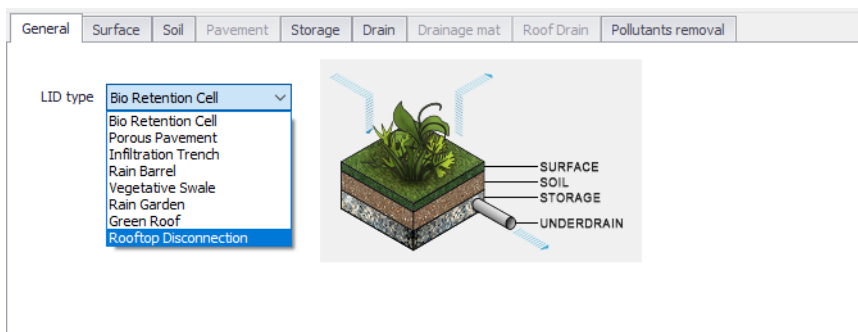 General Surface Soil Pavement Storage Drain Drainage mat Roof Drain Pollutants removal
LID type Bio Retention Cell
Bio Retention Cell
Porous Pavement
Infiltration Trench
Rain Barrel
Vegetative Swale
Rain Garden
Green Roof
Rooftop Disconnection
SURFACE
SOIL
STORAGE
UNDERDRAIN